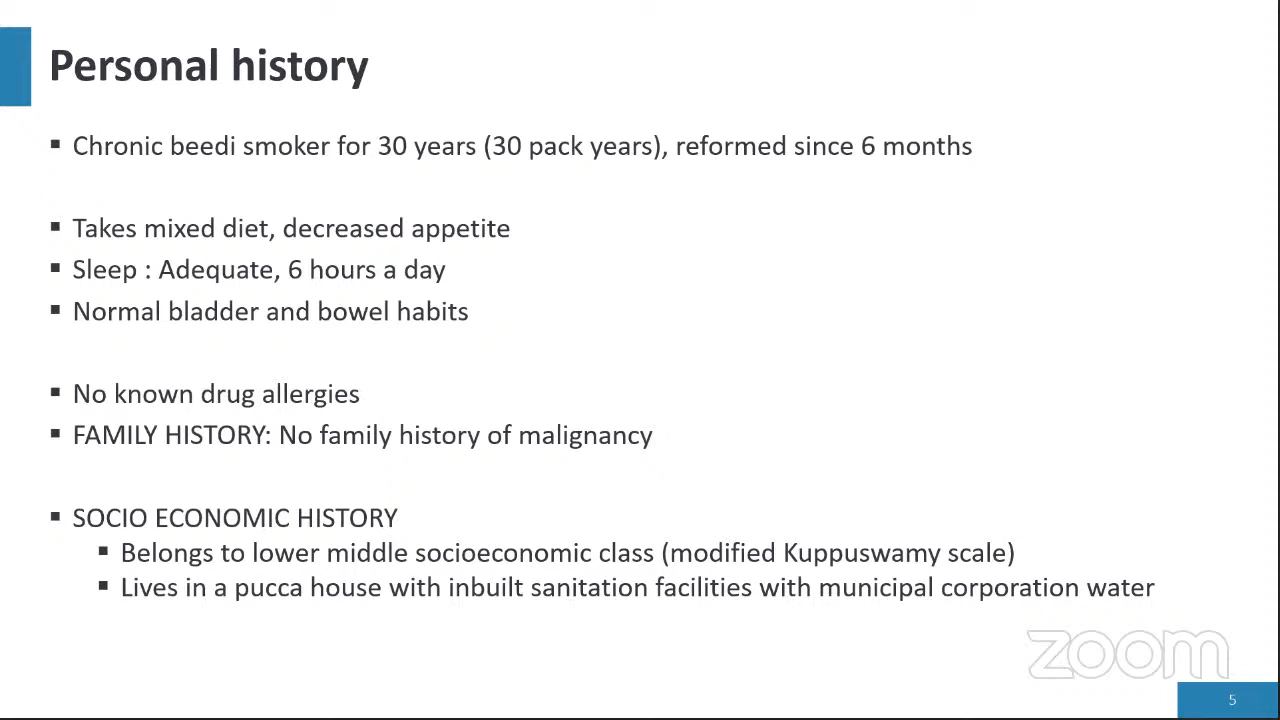 Personal history
▪ Chronic beedi smoker for 30 years (30 pack years), reformed since 6 months
▪ Takes mixed diet, decreased appetite
▪ Sleep : Adequate, 6 hours a day
▪ Normal bladder and bowel habits
▪ No known drug allergies
▪ FAMILY HISTORY: No family history of malignancy
▪ SOCIO ECONOMIC HISTORY
▪ Belongs to lower middle socioeconomic class (modified Kuppuswamy scale)
▪ Lives in a pucca house with inbuilt sanitation facilities with municipal corporation water
zoom
5